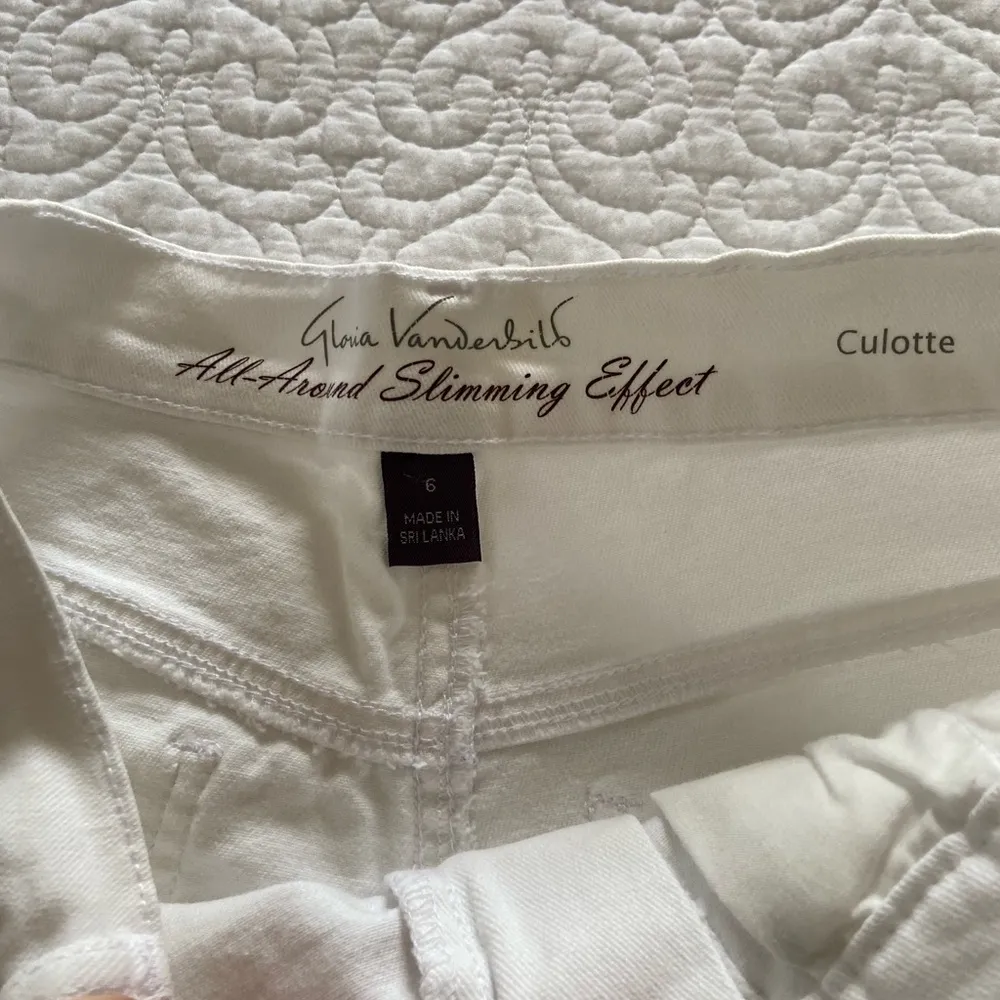 Gloria Vanderbilt
All-Around Slimming Effect
Culotte
6
MADE IN
SRI LANKA